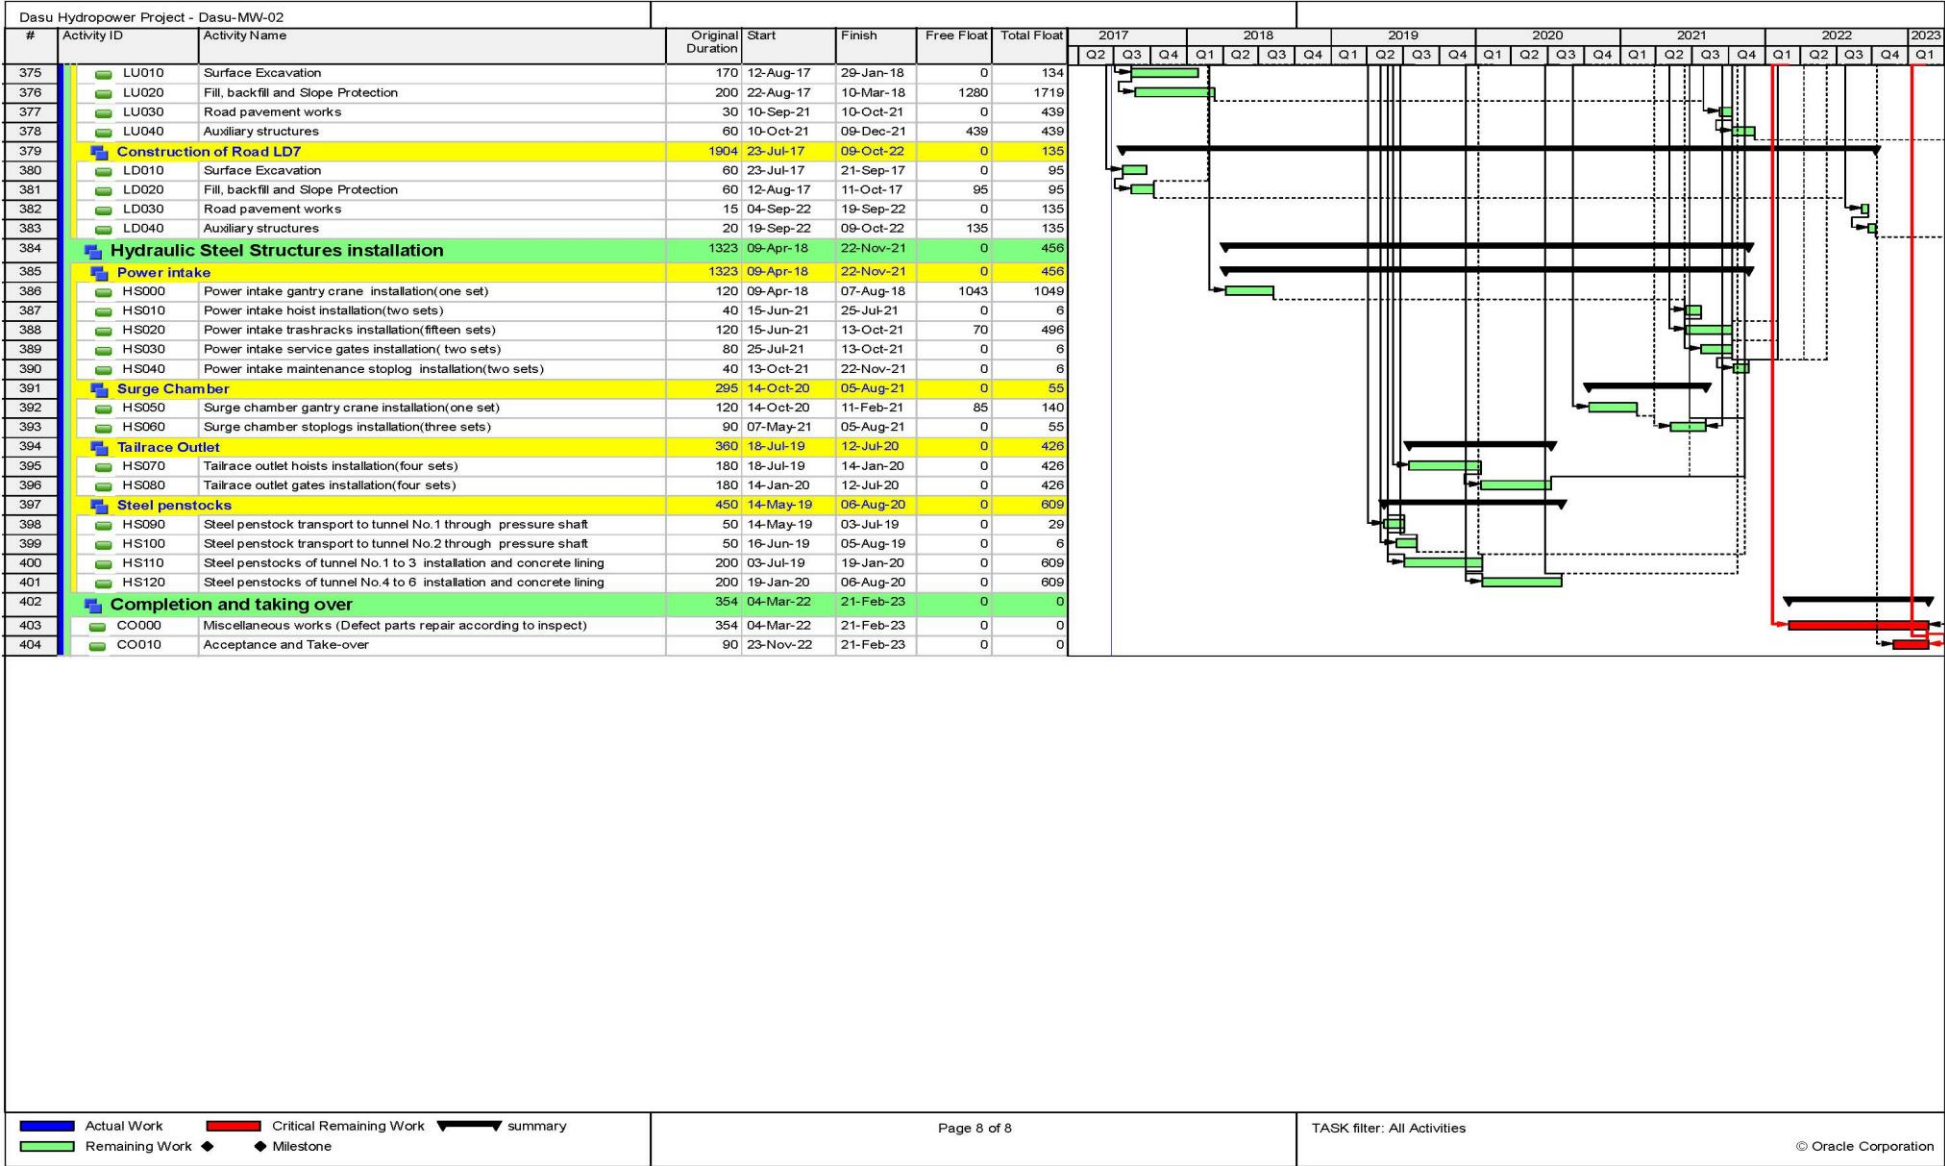 Dasu Hydropower Project - Dasu-MW-02
# Activity ID Activity Name Original Duration Start Finish Free Float Total Float 2017 2018 2019 2020 2021 2022 2023
Q2 Q3 Q4 Q1 Q2 Q3 Q4 Q1 Q2 Q3 Q4 Q1 Q2 Q3 Q4 Q1 Q2 Q3 Q4 Q1 Q2 Q3 Q4 Q1
375 LU010 Surface Excavation 170 12-Aug-17 29-Jan-18 0 134
376 LU020 Fill, backfill and Slope Protection 200 22-Aug-17 10-Mar-18 1280 1719
377 LU030 Road pavement works 30 10-Sep-21 10-Oct-21 0 439
378 LU040 Auxiliary structures 60 10-Oct-21 09-Dec-21 439 439
379 Construction of Road LD7 1904 23-Jul-17 09-Oct-22 0 135
380 LD010 Surface Excavation 60 23-Jul-17 21-Sep-17 0 95
381 LD020 Fill, backfill and Slope Protection 60 12-Aug-17 11-Oct-17 95 95
382 LD030 Road pavement works 15 04-Sep-22 19-Sep-22 0 135
383 LD040 Auxiliary structures 20 19-Sep-22 09-Oct-22 135 135
384 Hydraulic Steel Structures installation 1323 09-Apr-18 22-Nov-21 0 456
385 Power intake 1323 09-Apr-18 22-Nov-21 0 456
386 HS000 Power intake gantry crane installation(one set) 120 09-Apr-18 07-Aug-18 1043 1049
387 HS010 Power intake hoist installation(two sets) 40 15-Jun-21 25-Jul-21 0 6
388 HS020 Power intake trashracks installation(fifteen sets) 120 15-Jun-21 13-Oct-21 70 496
389 HS030 Power intake service gates installation( two sets) 80 25-Jul-21 13-Oct-21 0 6
390 HS040 Power intake maintenance stoplog installation(two sets) 40 13-Oct-21 22-Nov-21 0 6
391 Surge Chamber 295 14-Oct-20 05-Aug-21 0 55
392 HS050 Surge chamber gantry crane installation(one set) 120 14-Oct-20 11-Feb-21 85 140
393 HS060 Surge chamber stoplogs installation(three sets) 90 07-May-21 05-Aug-21 0 55
394 Tailrace Outlet 360 18-Jul-19 12-Jul-20 0 426
395 HS070 Tailrace outlet hoists installation(four sets) 180 18-Jul-19 14-Jan-20 0 426
396 HS080 Tailrace outlet gates installation(four sets) 180 14-Jan-20 12-Jul-20 0 426
397 Steel penstocks 450 14-May-19 06-Aug-20 0 609
398 HS090 Steel penstock transport to tunnel No.1 through pressure shaft 50 14-May-19 03-Jul-19 0 29
399 HS100 Steel penstock transport to tunnel No.2 through pressure shaft 50 16-Jun-19 05-Aug-19 0 6
400 HS110 Steel penstocks of tunnel No.1 to 3 installation and concrete lining 200 03-Jul-19 19-Jan-20 0 609
401 HS120 Steel penstocks of tunnel No.4 to 6 installation and concrete lining 200 19-Jan-20 06-Aug-20 0 609
402 Completion and taking over 354 04-Mar-22 21-Feb-23 0 0
403 CO000 Miscellaneous works (Defect parts repair according to inspect) 354 04-Mar-22 21-Feb-23 0 0
404 CO010 Acceptance and Take-over 90 23-Nov-22 21-Feb-23 0 0
Actual Work Critical Remaining Work summary Page 8 of 8 TASK filter: All Activities
Remaining Work Milestone © Oracle Corporation